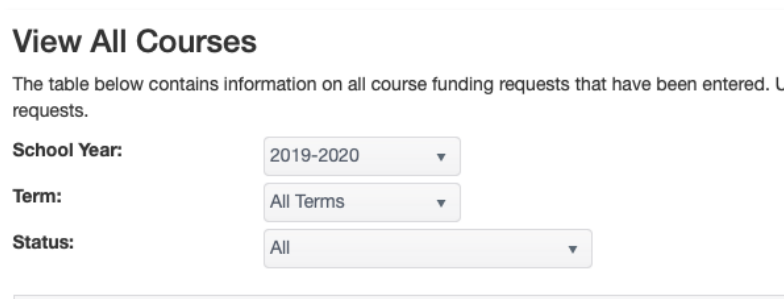 View All Courses
The table below contains information on all course funding requests that have been entered.
requests.
School Year: 2019-2020
Term: All Terms
Status: All